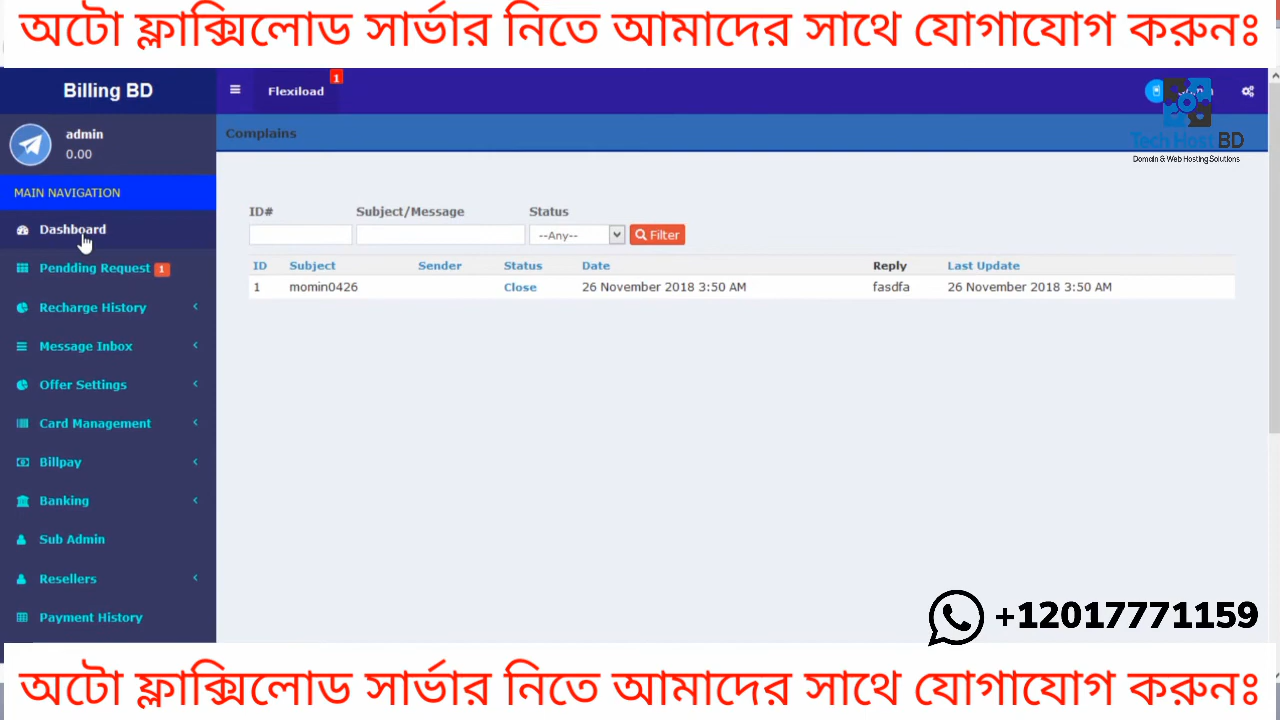 অটো ফ্লাক্সিলোড সার্ভার নিতে আমাদের সাথে যোগাযোগ করুনঃ
Billing BD
Flexiload 1
admin
0.00
Complains
Tech Host BD
Domain & Web Hosting Solutions
MAIN NAVIGATION
Dashboard
Pendding Request 1
Recharge History
Message Inbox
Offer Settings
Card Management
Billpay
Banking
Sub Admin
Resellers
Payment History
ID# Subject/Message Status
--Any-- Filter
ID Subject Sender Status Date Reply Last Update
1 momin0426 Close 26 November 2018 3:50 AM fasdfa 26 November 2018 3:50 AM
+12017771159
অটো ফ্লাক্সিলোড সার্ভার নিতে আমাদের সাথে যোগাযোগ করুনঃ